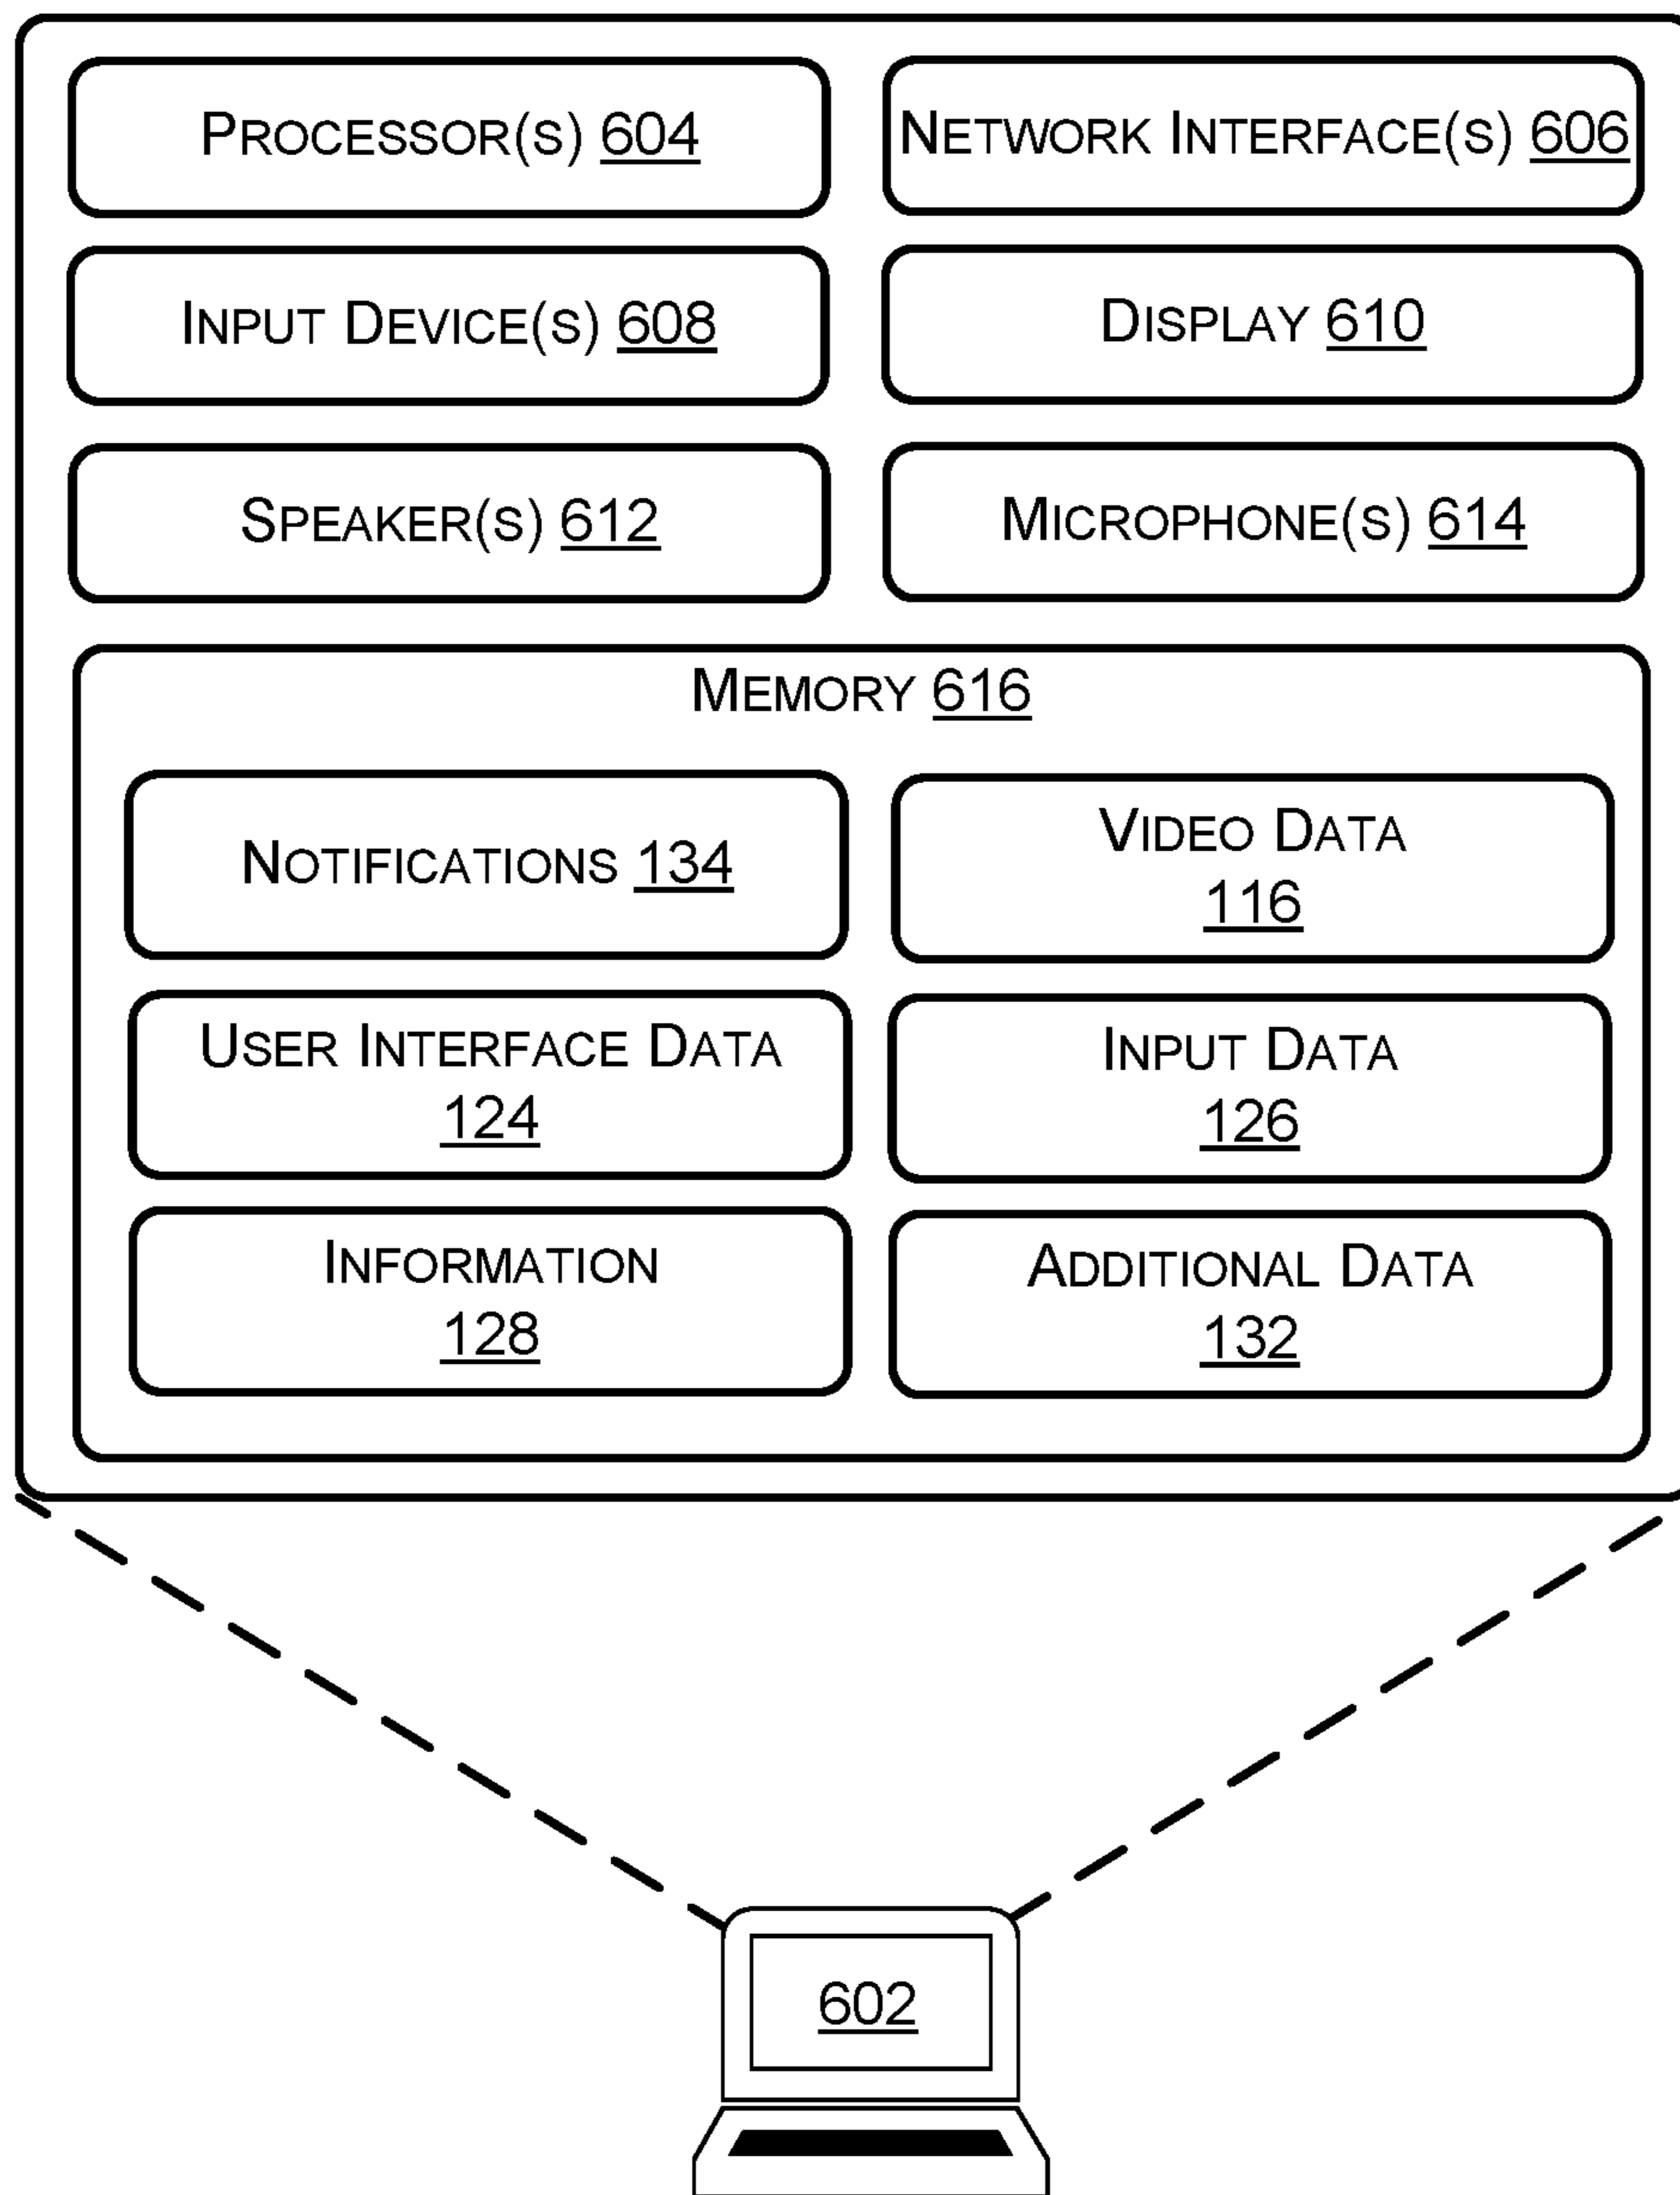 PROCESSOR(S) 604
NETWORK INTERFACE(S) 606
INPUT DEVICE(S) 608
DISPLAY 610
SPEAKER(S) 612
MICROPHONE(S) 614
MEMORY 616
NOTIFICATIONS 134
VIDEO DATA
116
USER INTERFACE DATA
124
INPUT DATA
126
INFORMATION
128
ADDITIONAL DATA
132
602